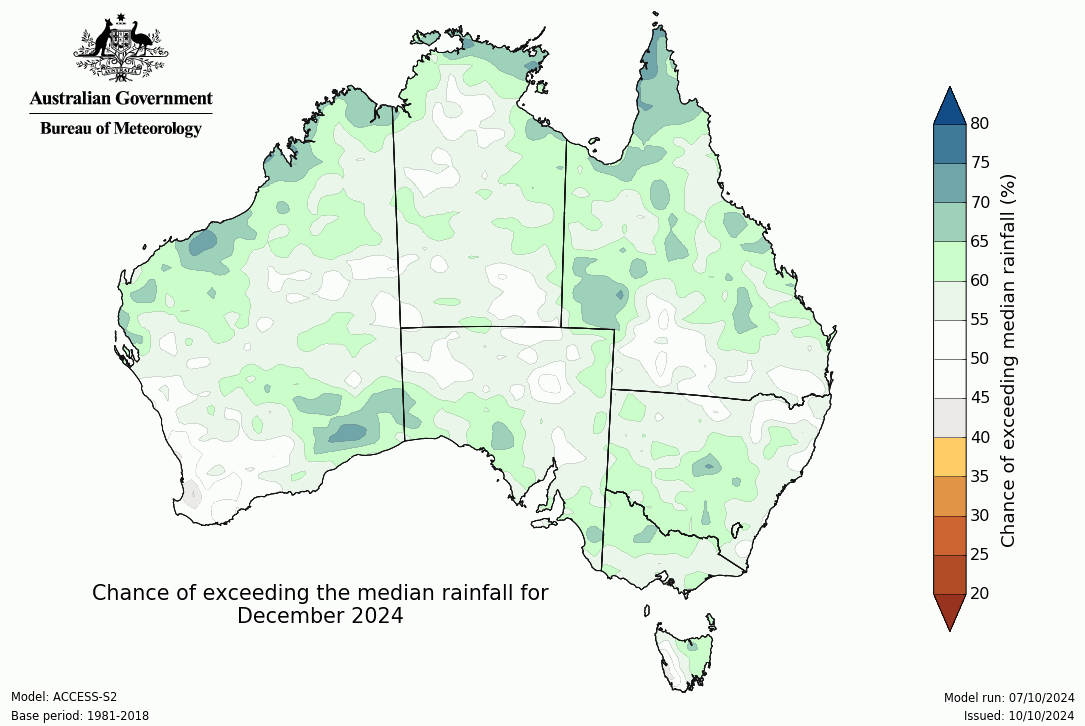 AUSTRALIA
Australian Government
Bureau of Meteorology
80
75
70
65
60
55
50
45
40
35
30
25
20
Chance of exceeding median rainfall (%)
Chance of exceeding the median rainfall for
December 2024
Model: ACCESS-S2
Base period: 1981-2018
Model run: 07/10/2024
Issued: 10/10/2024